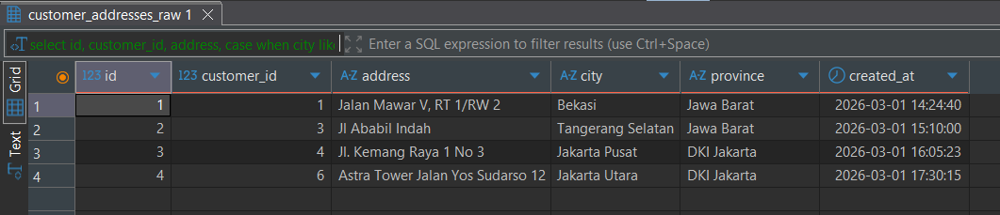 customer_addresses_raw 1
select id, customer_id, address, case when city lik Enter a SQL expression to filter results (use Ctrl+Space)
Grid
Text
123 id 123 customer_id A-Z address A-Z city A-Z province created_at
1 1 1 Jalan Mawar V, RT 1/RW 2 Bekasi Jawa Barat 2026-03-01 14:24:40
2 2 3 Jl Ababil Indah Tangerang Selatan Jawa Barat 2026-03-01 15:10:00
3 3 4 Jl. Kemang Raya 1 No 3 Jakarta Pusat DKI Jakarta 2026-03-01 16:05:23
4 4 6 Astra Tower Jalan Yos Sudarso 12 Jakarta Utara DKI Jakarta 2026-03-01 17:30:15